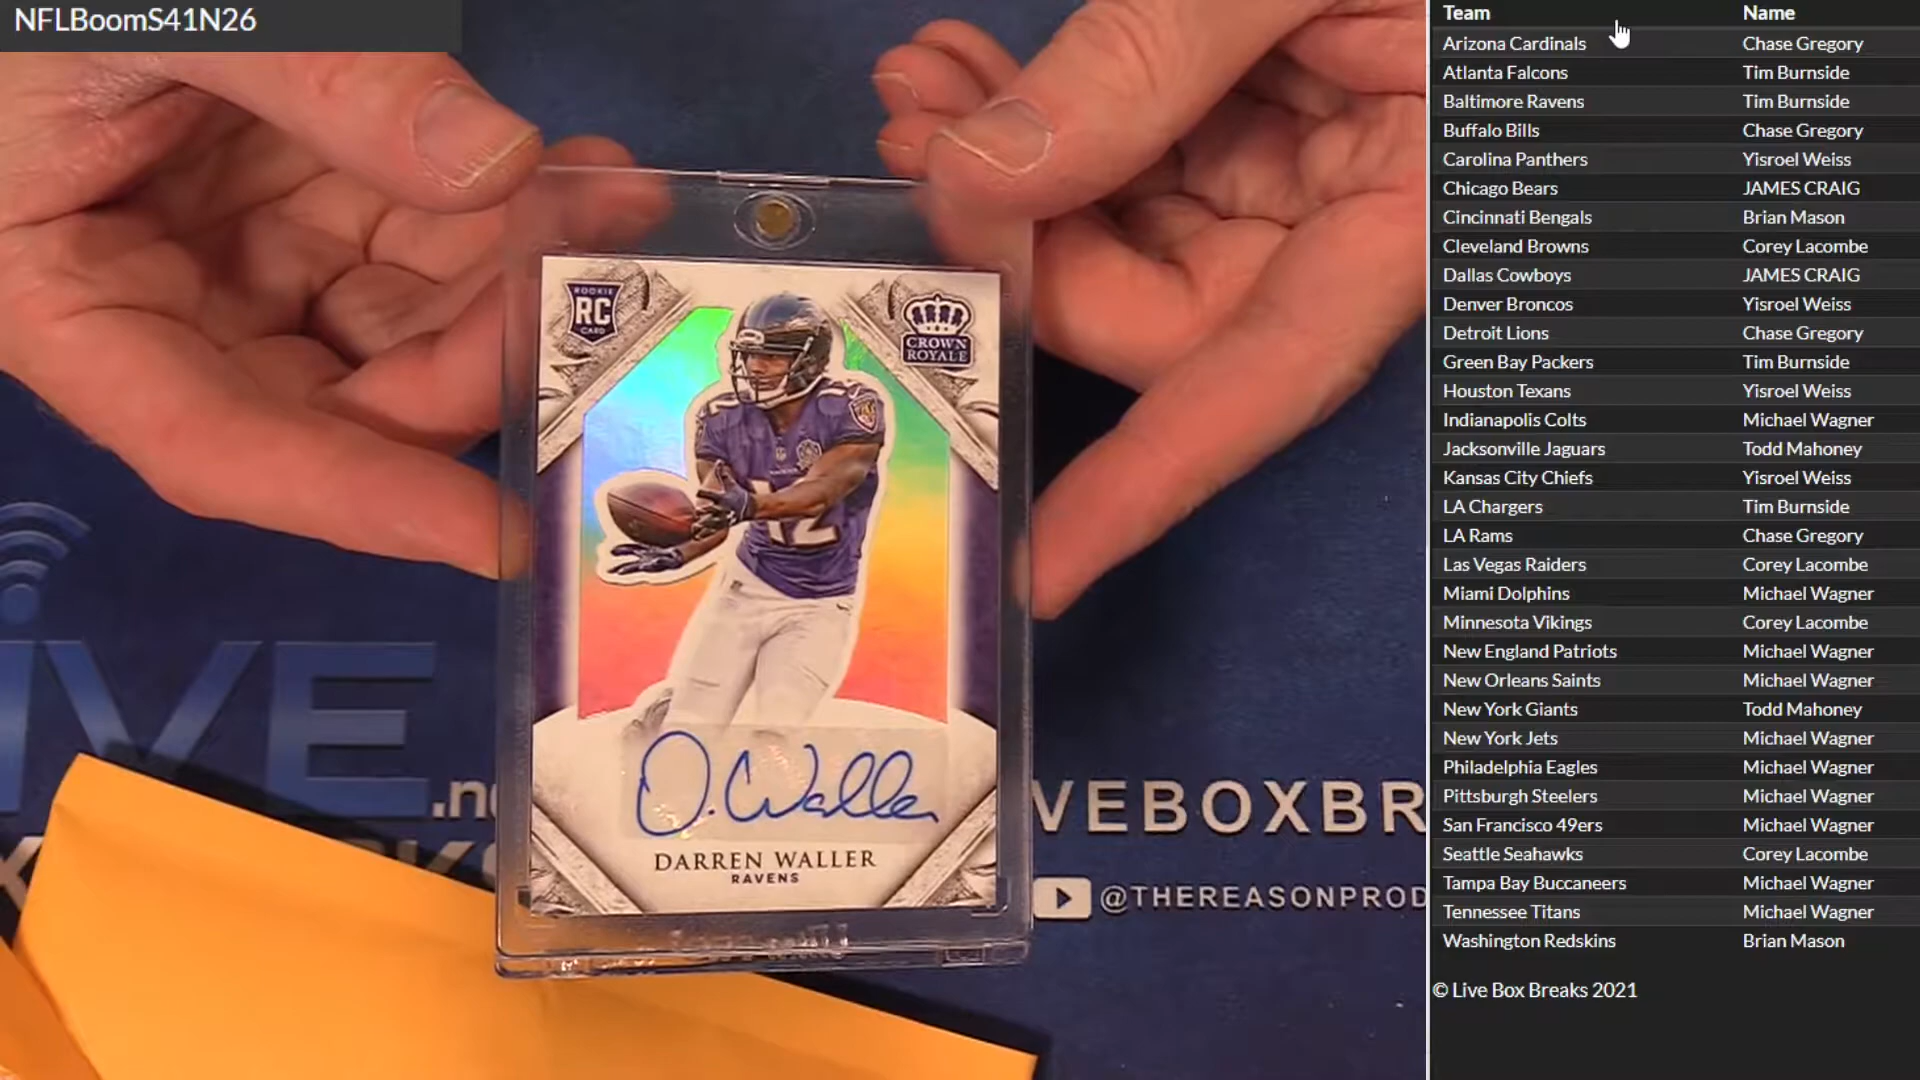 NFLBoomS41N26
ROOKIE
RC
CARD
CROWN
ROYALE
12
12
D. Waller
DARREN WALLER
RAVENS
IVE
.n
VEBOXBR
@THEREASONPROD
Team Name
Arizona Cardinals Chase Gregory
Atlanta Falcons Tim Burnside
Baltimore Ravens Tim Burnside
Buffalo Bills Chase Gregory
Carolina Panthers Yisroel Weiss
Chicago Bears JAMES CRAIG
Cincinnati Bengals Brian Mason
Cleveland Browns Corey Lacombe
Dallas Cowboys JAMES CRAIG
Denver Broncos Yisroel Weiss
Detroit Lions Chase Gregory
Green Bay Packers Tim Burnside
Houston Texans Yisroel Weiss
Indianapolis Colts Michael Wagner
Jacksonville Jaguars Todd Mahoney
Kansas City Chiefs Yisroel Weiss
LA Chargers Tim Burnside
LA Rams Chase Gregory
Las Vegas Raiders Corey Lacombe
Miami Dolphins Michael Wagner
Minnesota Vikings Corey Lacombe
New England Patriots Michael Wagner
New Orleans Saints Michael Wagner
New York Giants Todd Mahoney
New York Jets Michael Wagner
Philadelphia Eagles Michael Wagner
Pittsburgh Steelers Michael Wagner
San Francisco 49ers Michael Wagner
Seattle Seahawks Corey Lacombe
Tampa Bay Buccaneers Michael Wagner
Tennessee Titans Michael Wagner
Washington Redskins Brian Mason
© Live Box Breaks 2021